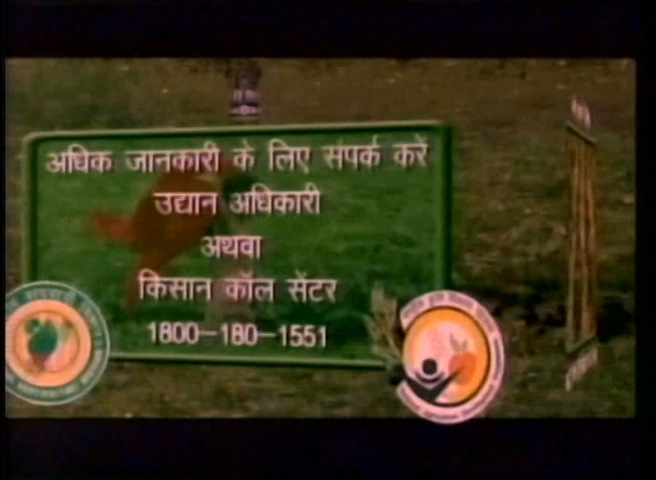 अधिक जानकारी के लिए संपर्क करें
उद्यान अधिकारी
अथवा
किसान कॉल सेंटर
1800-180-1551